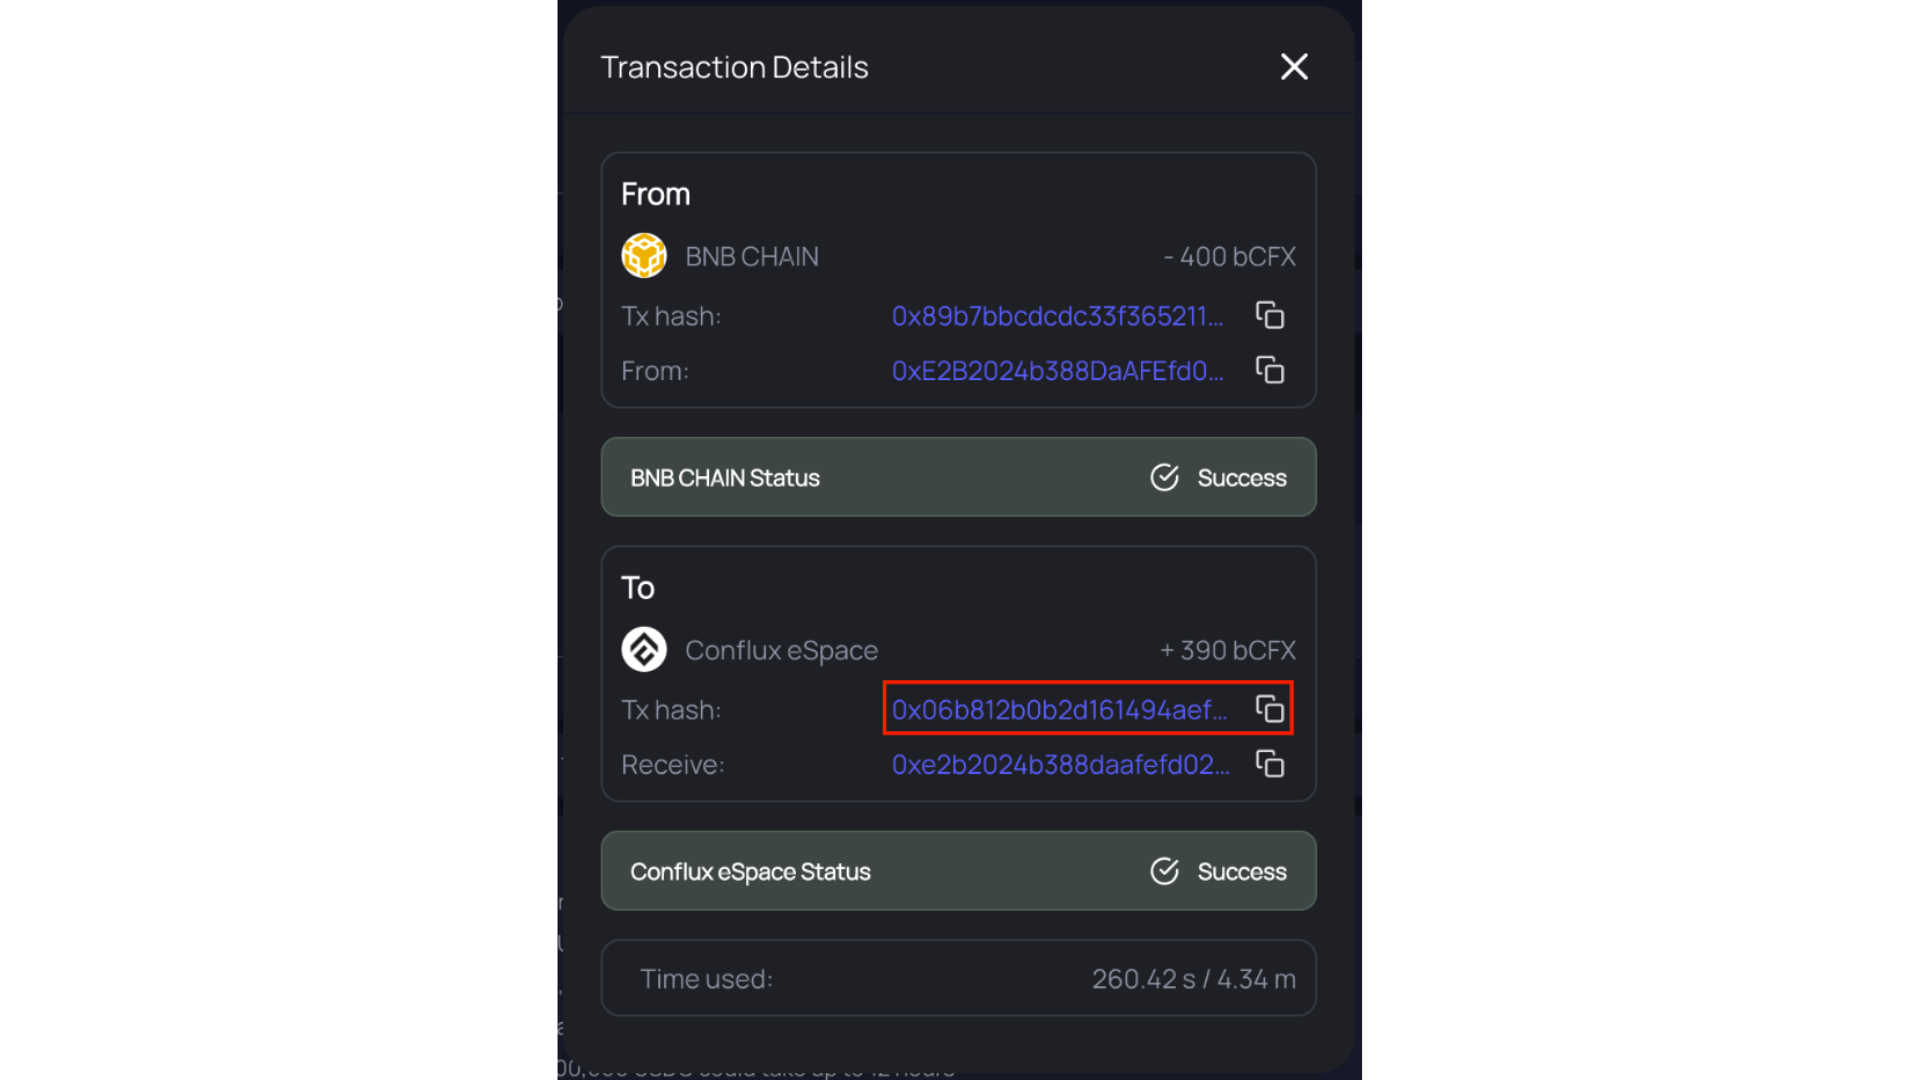 Transaction Details
From
BNB CHAIN - 400 bCFX
Tx hash: 0x89b7bbcdcdc33f365211...
From: 0xE2B2024b388DaAFEfd0...
BNB CHAIN Status Success
To
Conflux eSpace + 390 bCFX
Tx hash: 0x06b812b0b2d161494aef...
Receive: 0xe2b2024b388daafefd02...
Conflux eSpace Status Success
Time used: 260.42 s / 4.34 m